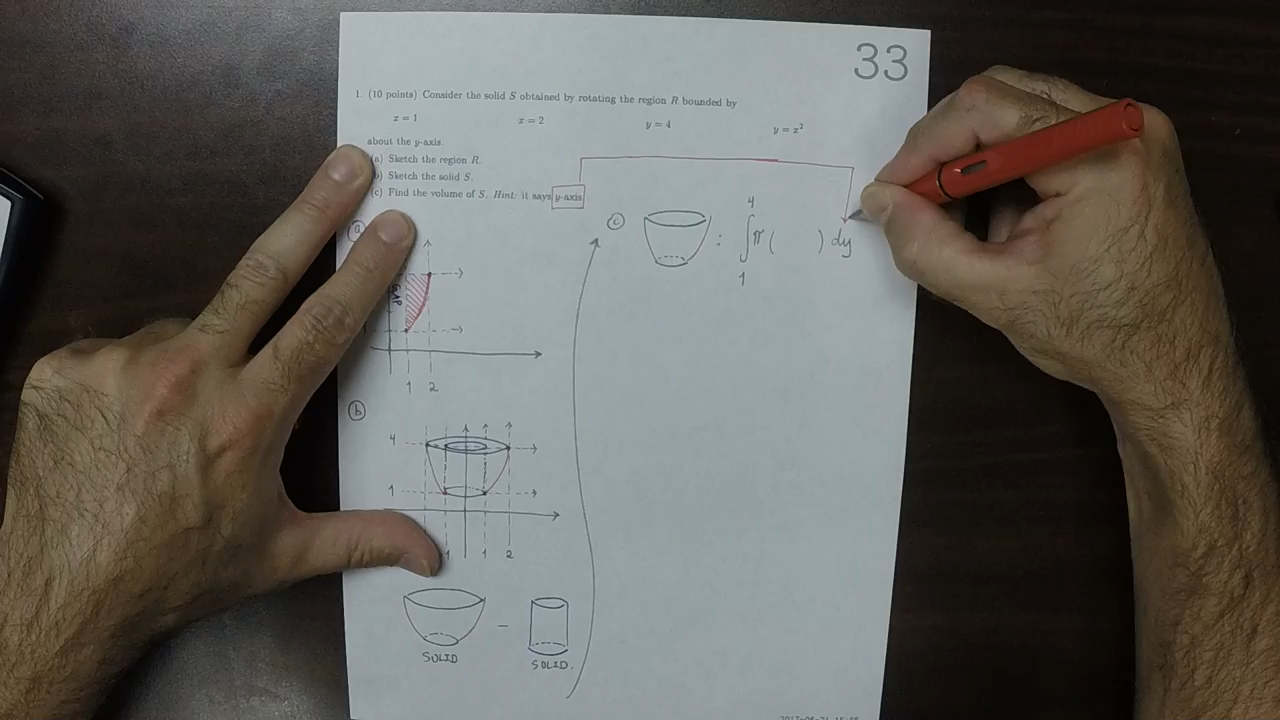 33
1. (10 points) Consider the solid S obtained by rotating the region R bounded by
x = 1 x = 2 y = 4 y = x²
about the y-axis.
(a) Sketch the region R.
b) Sketch the solid S.
(c) Find the volume of S. Hint: it says y-axis
(a)
GAP
1 2
(b)
4
1
1 1 2
SOLID
−
SOLID.
(c) : ∫₁⁴ π ( ) dy